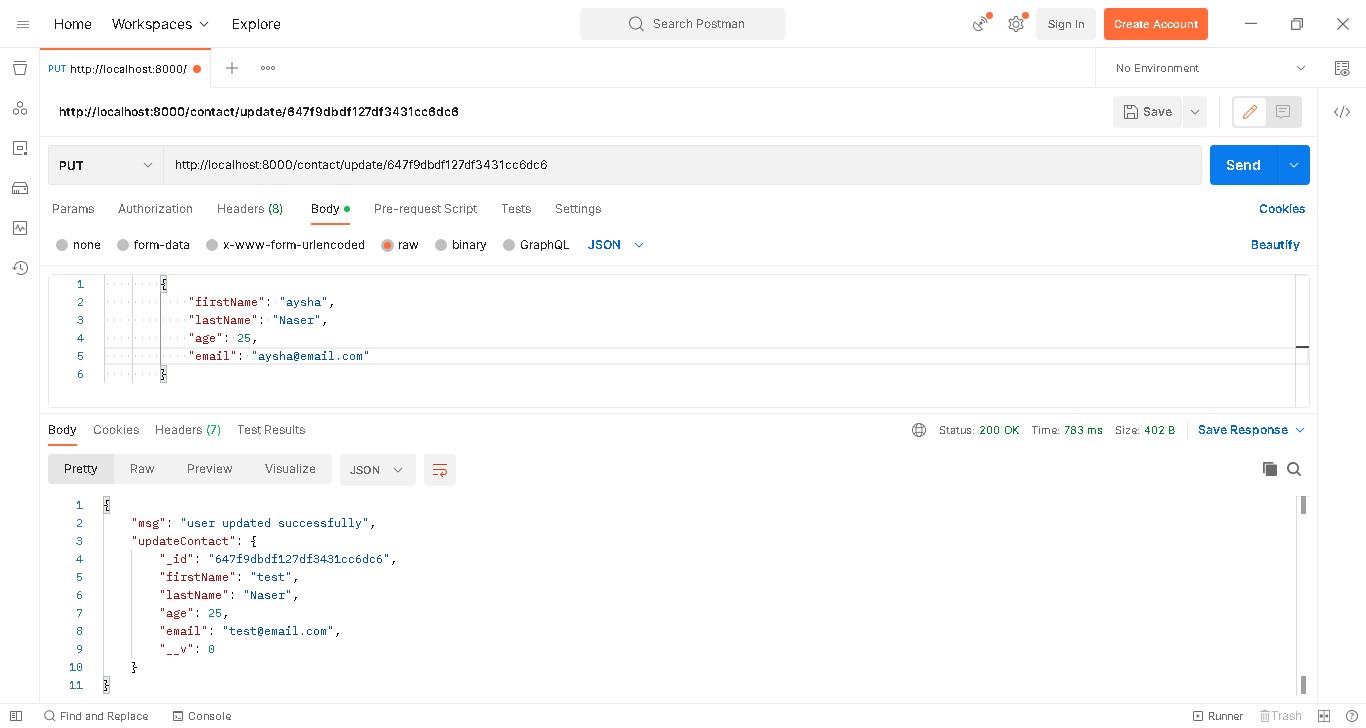 Home Workspaces Explore Search Postman Sign In Create Account
PUT http://localhost:8000/ No Environment
http://localhost:8000/contact/update/647f9dbdf127df3431cc6dc6 Save
PUT http://localhost:8000/contact/update/647f9dbdf127df3431cc6dc6 Send
Params Authorization Headers (8) Body Pre-request Script Tests Settings Cookies
none form-data x-www-form-urlencoded raw binary GraphQL JSON Beautify
1 {
2 "firstName": "aysha",
3 "lastName": "Naser",
4 "age": 25,
5 "email": "aysha@email.com"
6 }
Body Cookies Headers (7) Test Results Status: 200 OK Time: 783 ms Size: 402 B Save Response
Pretty Raw Preview Visualize JSON
1 {
2 "msg": "user updated successfully",
3 "updateContact": {
4 "_id": "647f9dbdf127df3431cc6dc6",
5 "firstName": "test",
6 "lastName": "Naser",
7 "age": 25,
8 "email": "test@email.com",
9 "__v": 0
10 }
11 }
Find and Replace Console Runner Trash